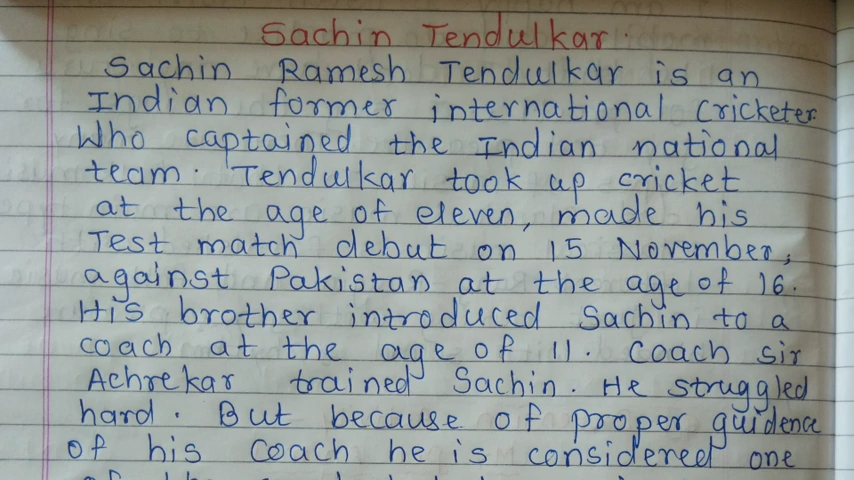 Sachin Tendulkar.
Sachin Ramesh Tendulkar is an
Indian former international Cricketer.
Who captained the Indian national
team. Tendulkar took up cricket
at the age of eleven, made his
Test match debut on 15 November,
against Pakistan at the age of 16.
His brother introduced Sachin to a
coach at the age of 11. Coach sir
Achrekar trained Sachin. He struggled
hard. But because of proper guidence
of his coach he is considered one